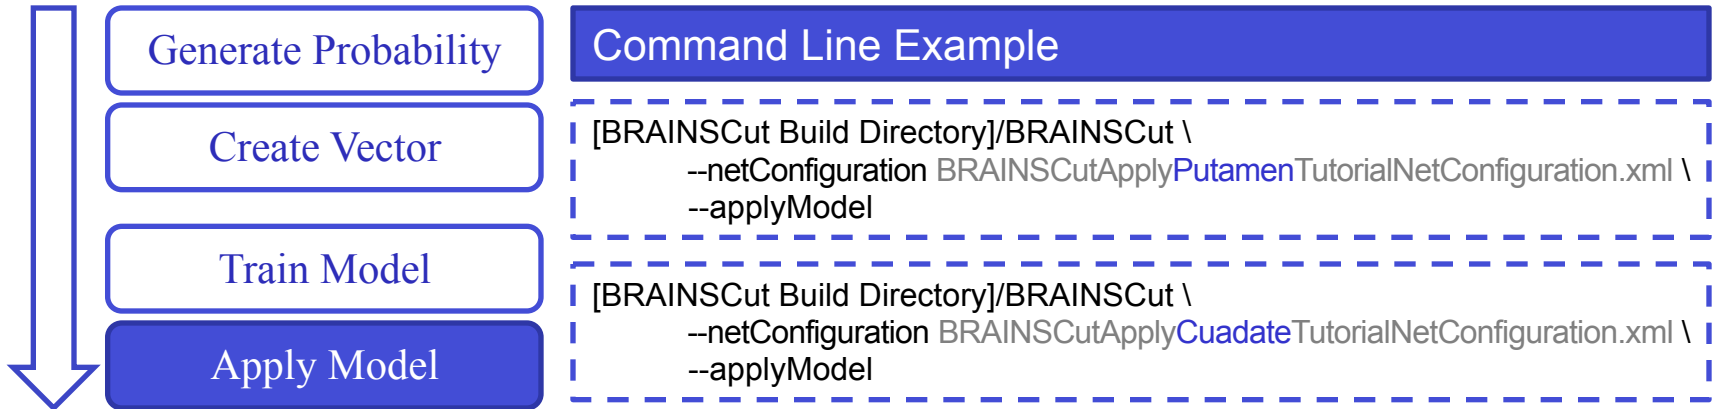 Generate Probability
Create Vector
Train Model
Apply Model
Command Line Example
[BRAINSCut Build Directory]/BRAINSCut \
--netConfiguration BRAINSCutApplyPutamenTutorialNetConfiguration.xml \
--applyModel
[BRAINSCut Build Directory]/BRAINSCut \
--netConfiguration BRAINSCutApplyCuadateTutorialNetConfiguration.xml \
--applyModel